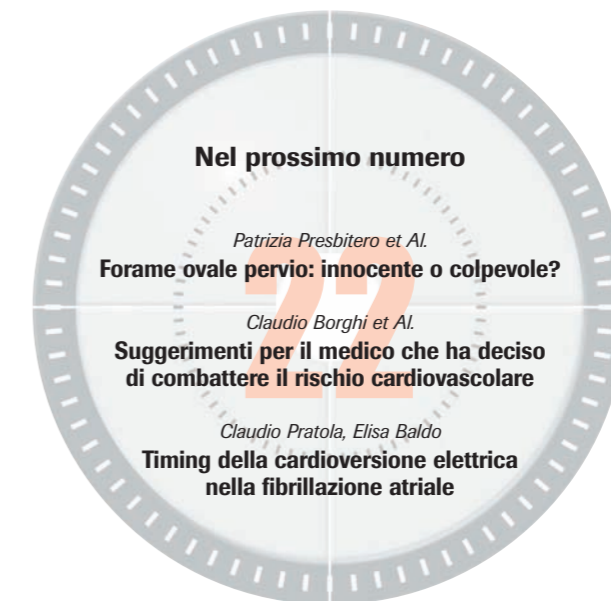 Nel prossimo numero
Patrizia Presbitero et Al.
Forame ovale pervio: innocente o colpevole?
22
Claudio Borghi et Al.
Suggerimenti per il medico che ha deciso
di combattere il rischio cardiovascolare
Claudio Pratola, Elisa Baldo
Timing della cardioversione elettrica
nella fibrillazione atriale